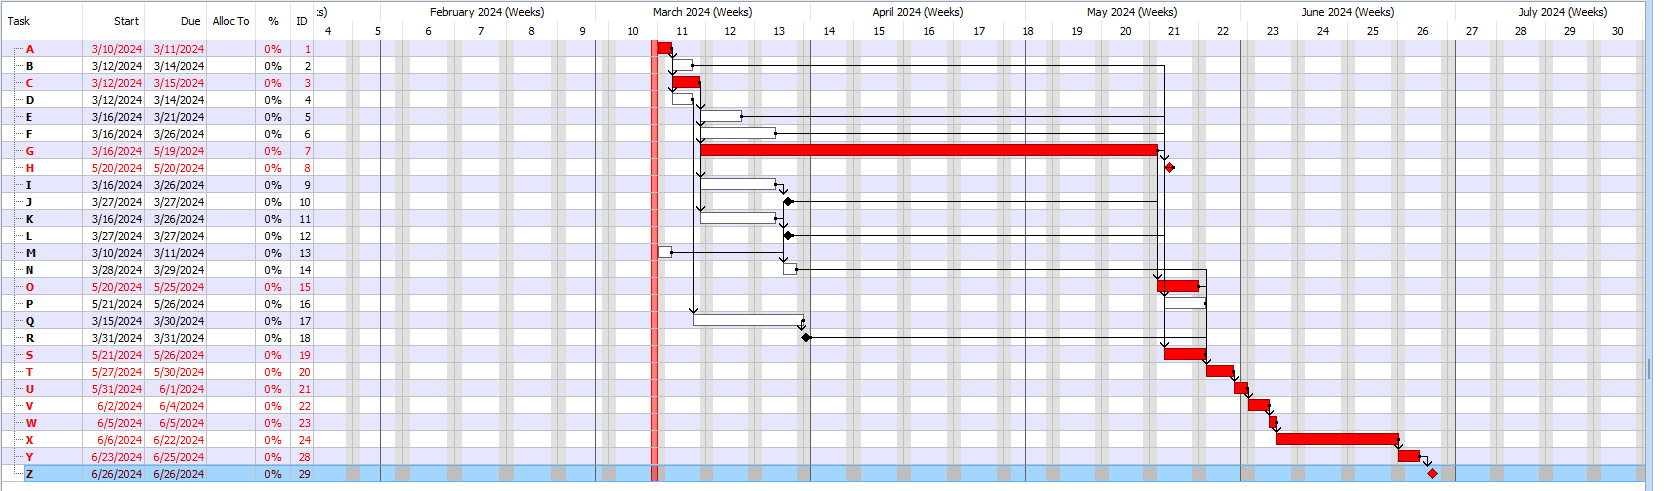 Task Start Due Alloc To % ID :s) February 2024 (Weeks) March 2024 (Weeks) April 2024 (Weeks) May 2024 (Weeks) June 2024 (Weeks) July 2024 (Weeks)
4 5 6 7 8 9 10 11 12 13 14 15 16 17 18 19 20 21 22 23 24 25 26 27 28 29 30
A 3/10/2024 3/11/2024 0% 1
B 3/12/2024 3/14/2024 0% 2
C 3/12/2024 3/15/2024 0% 3
D 3/12/2024 3/14/2024 0% 4
E 3/16/2024 3/21/2024 0% 5
F 3/16/2024 3/26/2024 0% 6
G 3/16/2024 5/19/2024 0% 7
H 5/20/2024 5/20/2024 0% 8
I 3/16/2024 3/26/2024 0% 9
J 3/27/2024 3/27/2024 0% 10
K 3/16/2024 3/26/2024 0% 11
L 3/27/2024 3/27/2024 0% 12
M 3/10/2024 3/11/2024 0% 13
N 3/28/2024 3/29/2024 0% 14
O 5/20/2024 5/25/2024 0% 15
P 5/21/2024 5/26/2024 0% 16
Q 3/15/2024 3/30/2024 0% 17
R 3/31/2024 3/31/2024 0% 18
S 5/21/2024 5/26/2024 0% 19
T 5/27/2024 5/30/2024 0% 20
U 5/31/2024 6/1/2024 0% 21
V 6/2/2024 6/4/2024 0% 22
W 6/5/2024 6/5/2024 0% 23
X 6/6/2024 6/22/2024 0% 24
Y 6/23/2024 6/25/2024 0% 28
Z 6/26/2024 6/26/2024 0% 29